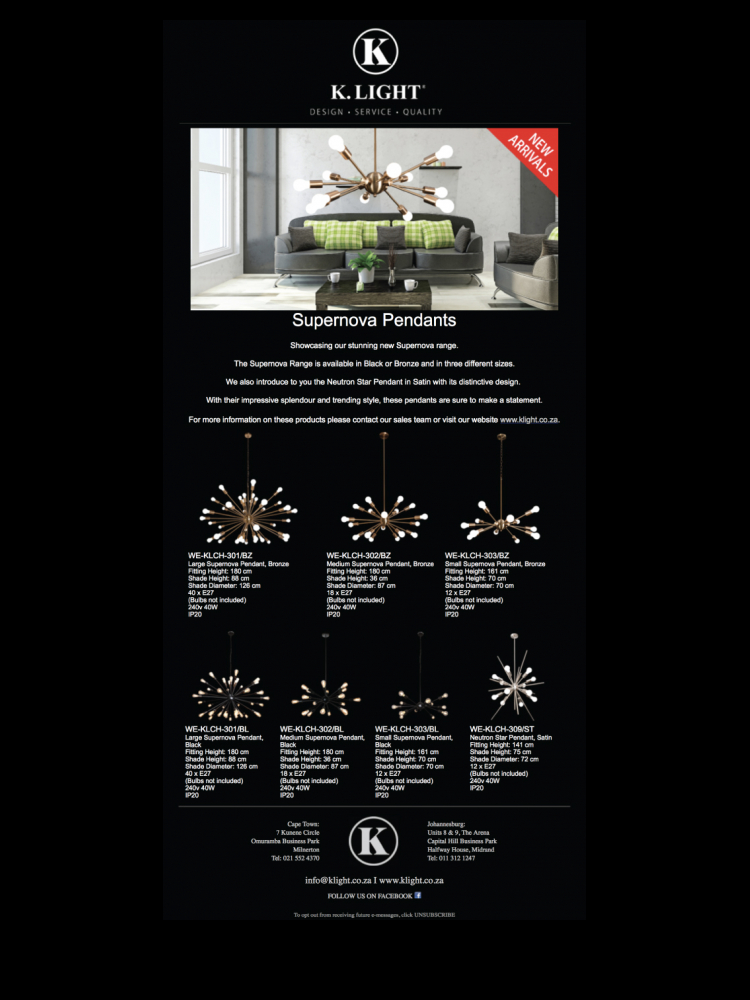 K
K. LIGHT®
DESIGN • SERVICE • QUALITY
NEW
ARRIVALS
Supernova Pendants
Showcasing our stunning new Supernova range.
The Supernova Range is available in Black or Bronze and in three different sizes.
We also introduce to you the Neutron Star Pendant in Satin with its distinctive design.
With their impressive splendour and trending style, these pendants are sure to make a statement.
For more information on these products please contact our sales team or visit our website www.klight.co.za.
WE-KLCH-301/BZ
Large Supernova Pendant, Bronze
Fitting Height: 180 cm
Shade Height: 88 cm
Shade Diameter: 126 cm
40 x E27
(Bulbs not included)
240v 40W
IP20
WE-KLCH-302/BZ
Medium Supernova Pendant, Bronze
Fitting Height: 180 cm
Shade Height: 36 cm
Shade Diameter: 87 cm
18 x E27
(Bulbs not included)
240v 40W
IP20
WE-KLCH-303/BZ
Small Supernova Pendant, Bronze
Fitting Height: 161 cm
Shade Height: 70 cm
Shade Diameter: 70 cm
12 x E27
(Bulbs not included)
240v 40W
IP20
WE-KLCH-301/BL
Large Supernova Pendant,
Black
Fitting Height: 180 cm
Shade Height: 88 cm
Shade Diameter: 126 cm
40 x E27
(Bulbs not included)
240v 40W
IP20
WE-KLCH-302/BL
Medium Supernova Pendant,
Black
Fitting Height: 180 cm
Shade Height: 36 cm
Shade Diameter: 87 cm
18 x E27
(Bulbs not included)
240v 40W
IP20
WE-KLCH-303/BL
Small Supernova Pendant,
Black
Fitting Height: 161 cm
Shade Height: 70 cm
Shade Diameter: 70 cm
12 x E27
(Bulbs not included)
240v 40W
IP20
WE-KLCH-309/ST
Neutron Star Pendant, Satin
Fitting Height: 141 cm
Shade Height: 75 cm
Shade Diameter: 72 cm
12 x E27
(Bulbs not included)
240v 40W
IP20
Cape Town:
7 Kunene Circle
Omuramba Business Park
Milnerton
Tel: 021 552 4370
K
Johannesburg:
Units 8 & 9, The Arena
Capital Hill Business Park
Halfway House, Midrand
Tel: 011 312 1247
info@klight.co.za I www.klight.co.za
FOLLOW US ON FACEBOOK f
To opt out from receiving future e-messages, click UNSUBSCRIBE